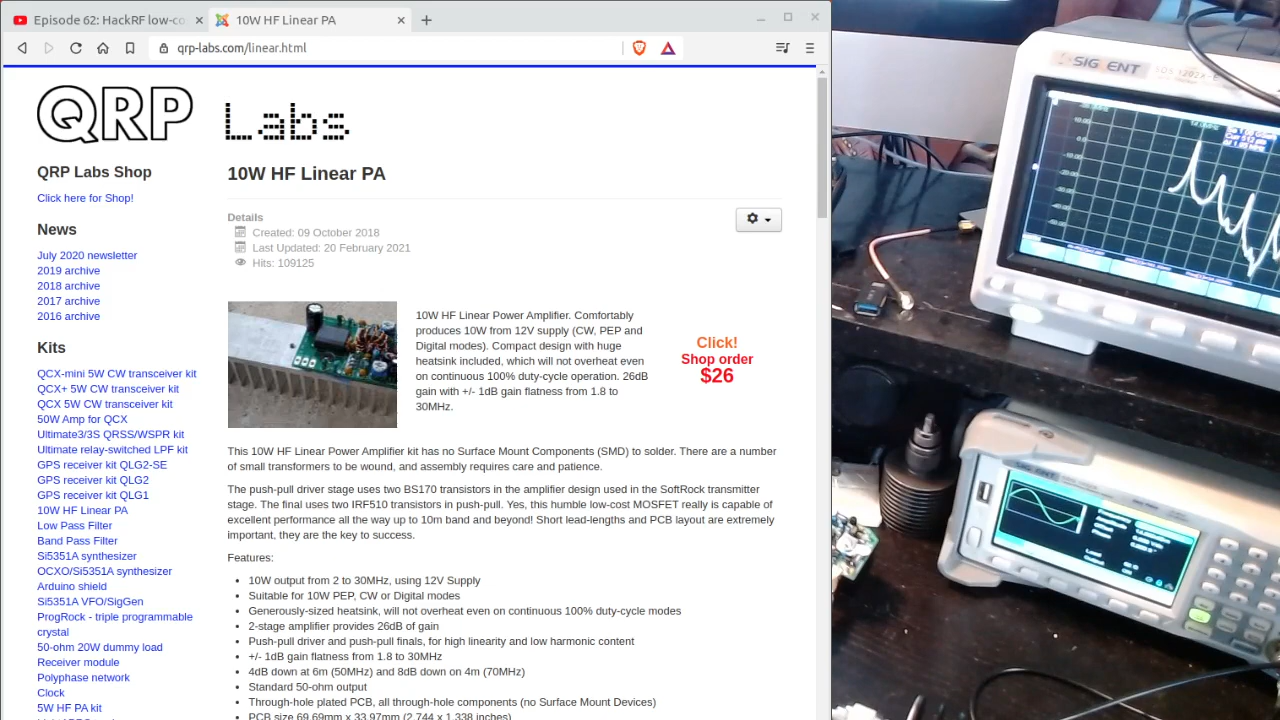 Episode 62: HackRF low-co
10W HF Linear PA
qrp-labs.com/linear.html
QRP Labs
QRP Labs Shop
Click here for Shop!
News
July 2020 newsletter
2019 archive
2018 archive
2017 archive
2016 archive
Kits
QCX-mini 5W CW transceiver kit
QCX+ 5W CW transceiver kit
QCX 5W CW transceiver kit
50W Amp for QCX
Ultimate3/3S QRSS/WSPR kit
Ultimate relay-switched LPF kit
GPS receiver kit QLG2-SE
GPS receiver kit QLG2
GPS receiver kit QLG1
10W HF Linear PA
Low Pass Filter
Band Pass Filter
Si5351A synthesizer
OCXO/Si5351A synthesizer
Arduino shield
Si5351A VFO/SigGen
ProgRock - triple programmable
crystal
50-ohm 20W dummy load
Receiver module
Polyphase network
Clock
5W HF PA kit
10W HF Linear PA
Details
Created: 09 October 2018
Last Updated: 20 February 2021
Hits: 109125
10W HF Linear Power Amplifier. Comfortably
produces 10W from 12V supply (CW, PEP and
Digital modes). Compact design with huge
heatsink included, which will not overheat even
on continuous 100% duty-cycle operation. 26dB
gain with +/- 1dB gain flatness from 1.8 to
30MHz.
Click!
Shop order
$26
This 10W HF Linear Power Amplifier kit has no Surface Mount Components (SMD) to solder. There are a number
of small transformers to be wound, and assembly requires care and patience.
The push-pull driver stage uses two BS170 transistors in the amplifier design used in the SoftRock transmitter
stage. The final uses two IRF510 transistors in push-pull. Yes, this humble low-cost MOSFET really is capable of
excellent performance all the way up to 10m band and beyond! Short lead-lengths and PCB layout are extremely
important, they are the key to success.
Features:
• 10W output from 2 to 30MHz, using 12V Supply
• Suitable for 10W PEP, CW or Digital modes
• Generously-sized heatsink, will not overheat even on continuous 100% duty-cycle modes
• 2-stage amplifier provides 26dB of gain
• Push-pull driver and push-pull finals, for high linearity and low harmonic content
• +/- 1dB gain flatness from 1.8 to 30MHz
• 4dB down at 6m (50MHz) and 8dB down on 4m (70MHz)
• Standard 50-ohm output
• Through-hole plated PCB, all through-hole components (no Surface Mount Devices)
• PCB size 69.69mm x 33.97mm (2.744 x 1.338 inches)
SIGLENT